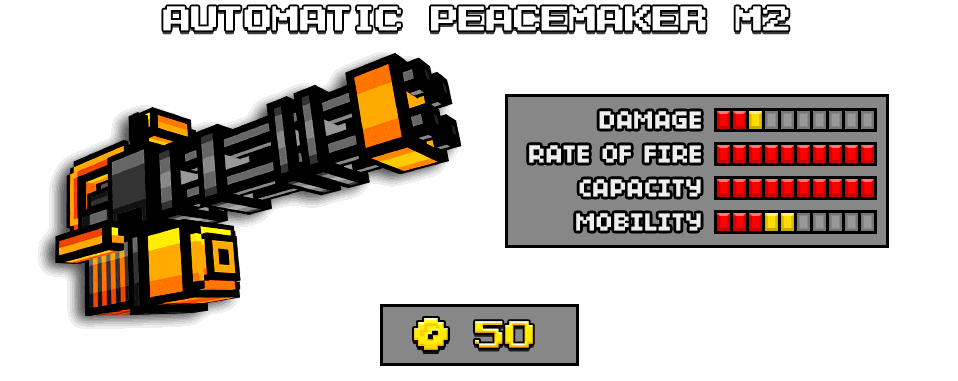 AUTOMATIC PEACEMAKER M2
DAMAGE
RATE OF FIRE
CAPACITY
MOBILITY
50